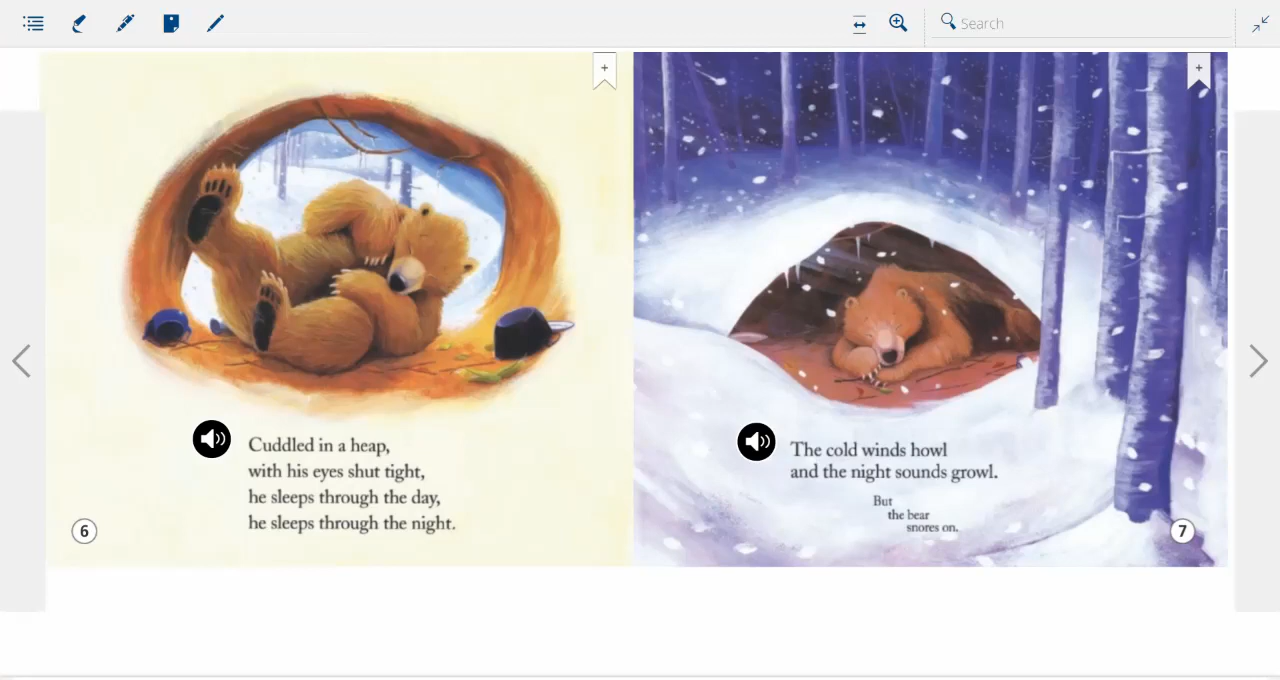 Search
+
+
Cuddled in a heap,
with his eyes shut tight,
he sleeps through the day,
he sleeps through the night.
6
The cold winds howl
and the night sounds growl.
But
the bear
snores on.
7